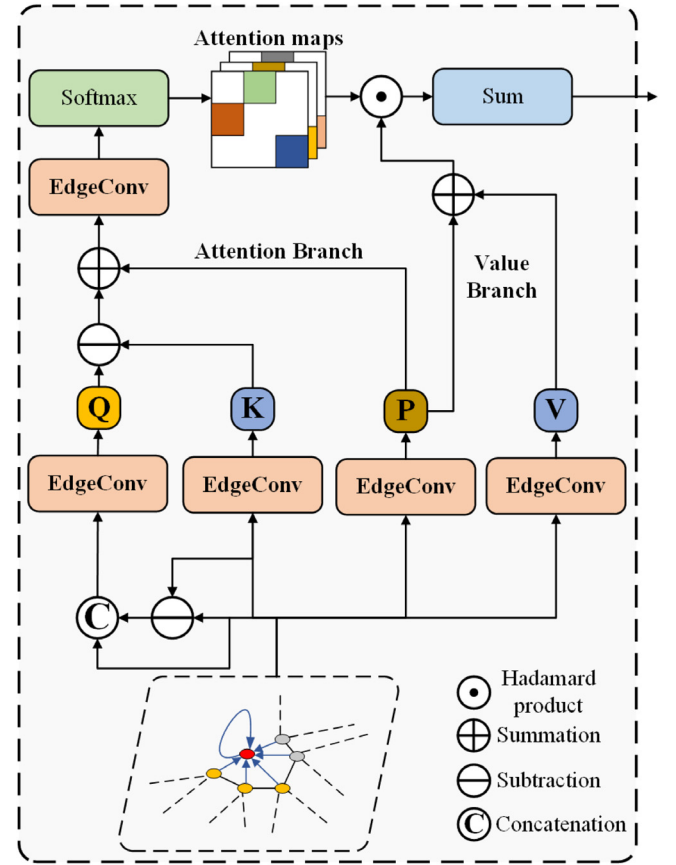 Attention maps
Softmax
Sum
EdgeConv
Attention Branch
Value
Branch
Q
K
P
V
EdgeConv
EdgeConv
EdgeConv
EdgeConv
C
Hadamard
product
Summation
Subtraction
C Concatenation